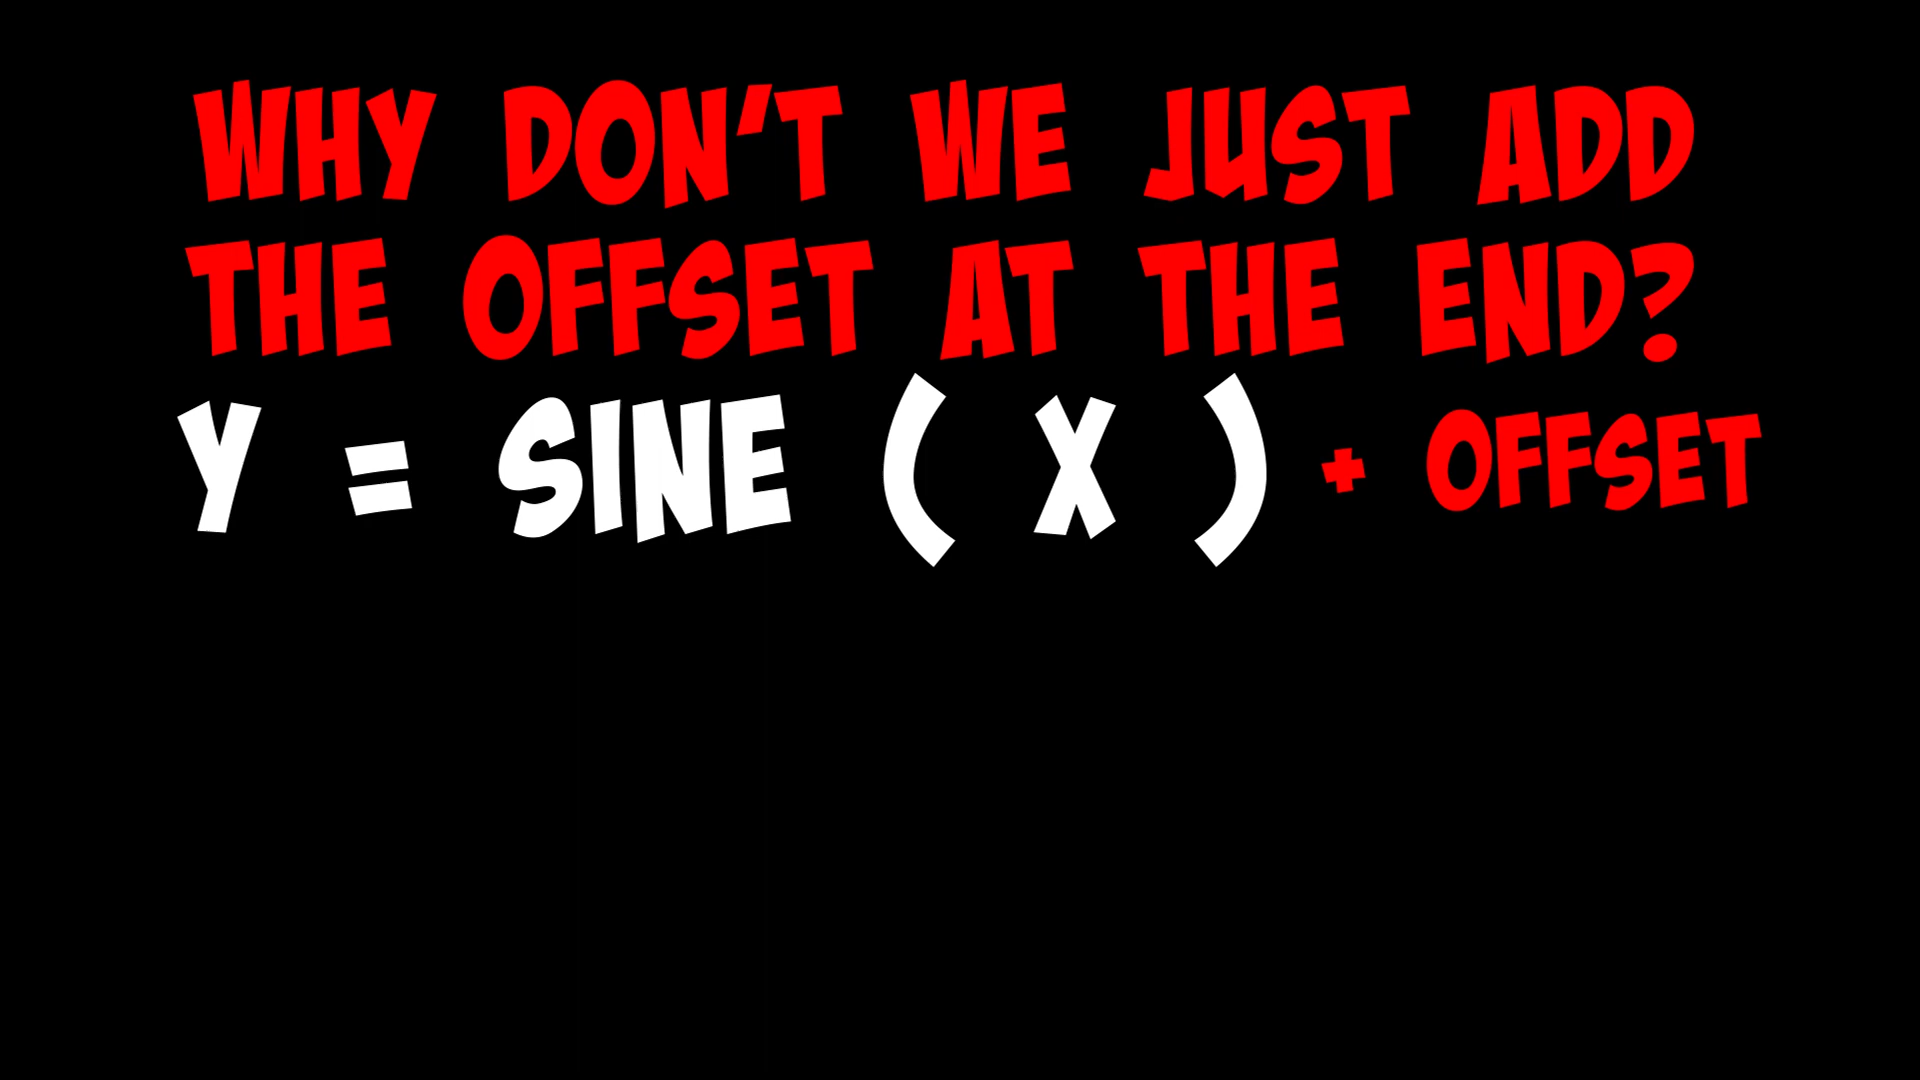 WHY DON'T WE JUST ADD
THE OFFSET AT THE END?
Y = SINE ( X ) + OFFSET